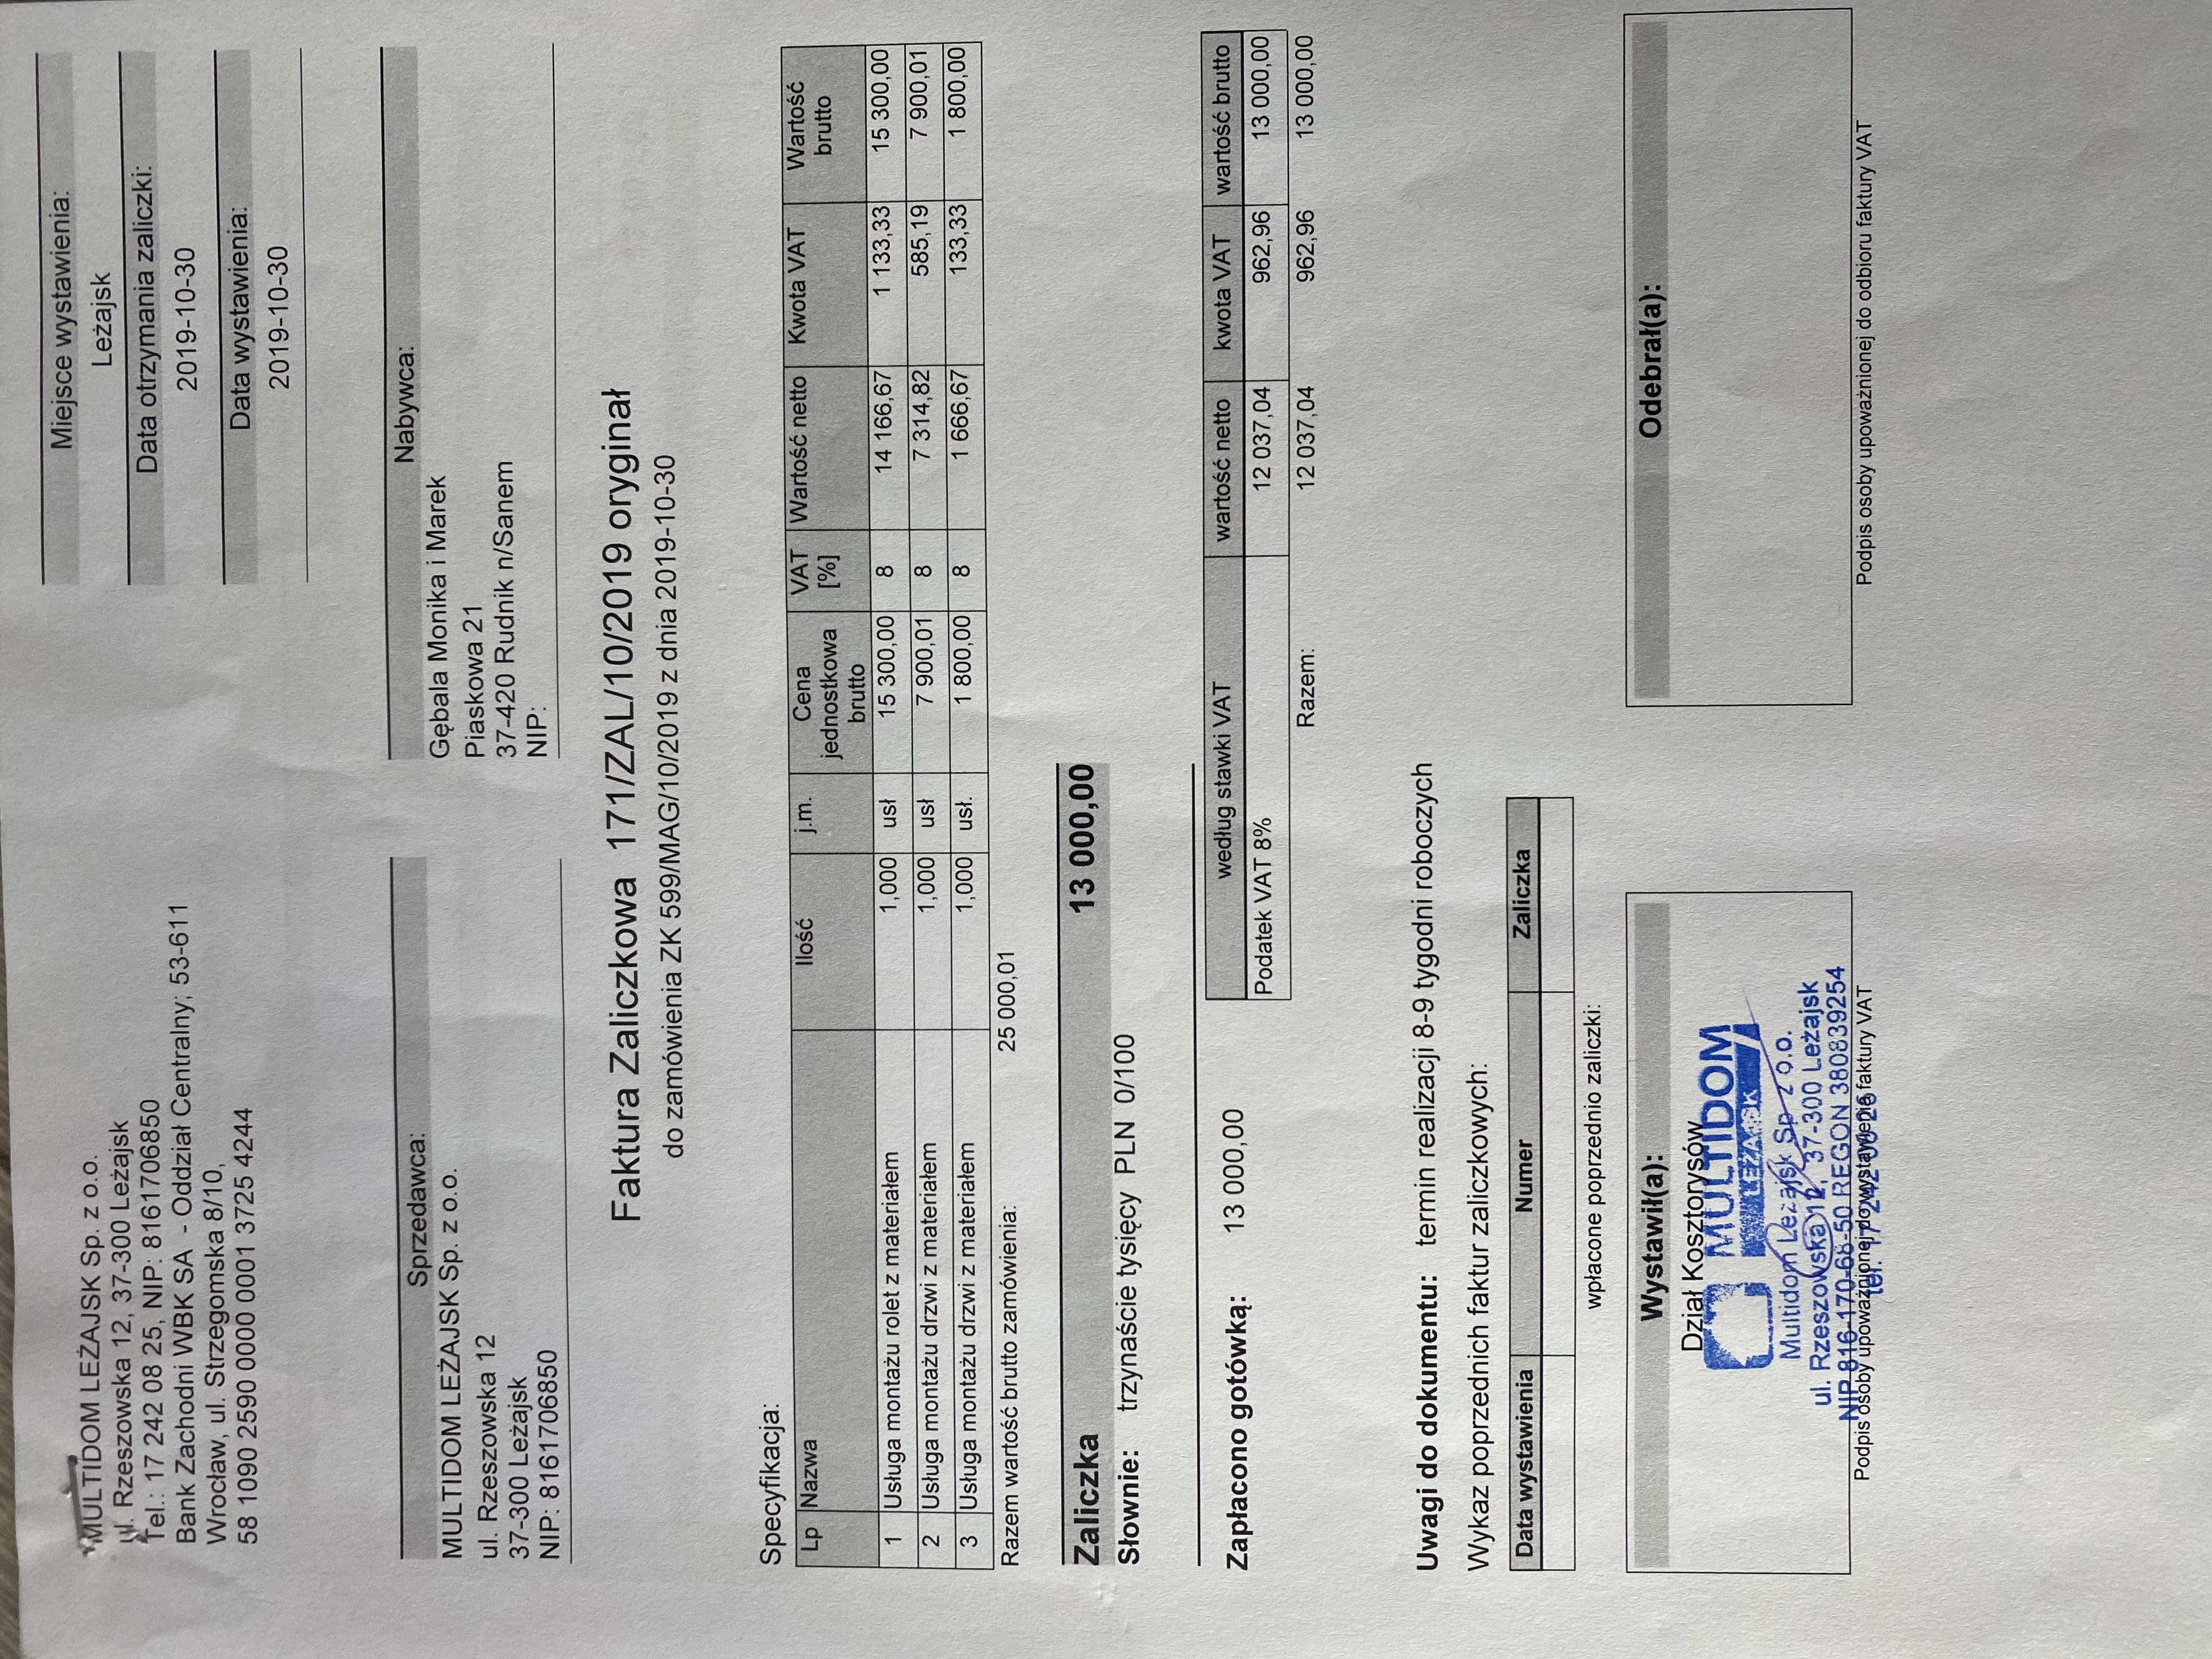 MULTIDOM LEŻAJSK Sp. z o.o.
ul. Rzeszowska 12, 37-300 Leżajsk
Tel.: 17 242 08 25, NIP: 8161706850
Bank Zachodni WBK SA - Oddział Centralny; 53-611
Wrocław, ul. Strzegomska 8/10,
58 1090 2590 0000 0001 3725 4244
Miejsce wystawienia:
Leżajsk
Data otrzymania zaliczki:
2019-10-30
Data wystawienia:
2019-10-30
Sprzedawca:
MULTIDOM LEŻAJSK Sp. z o.o.
ul. Rzeszowska 12
37-300 Leżajsk
NIP: 8161706850
Nabywca:
Gębala Monika i Marek
Piaskowa 21
37-420 Rudnik n/Sanem
NIP:
Faktura Zaliczkowa 171/ZAL/10/2019 oryginał
do zamówienia ZK 599/MAG/10/2019 z dnia 2019-10-30
Specyfikacja:
Lp Nazwa Ilość j.m. Cena jednostkowa brutto VAT [%] Wartość netto Kwota VAT Wartość brutto
1 Usługa montażu rolet z materiałem 1,000 usł 15 300,00 8 14 166,67 1 133,33 15 300,00
2 Usługa montażu drzwi z materiałem 1,000 usł 7 900,01 8 7 314,82 585,19 7 900,01
3 Usługa montażu drzwi z materiałem 1,000 usł. 1 800,00 8 1 666,67 133,33 1 800,00
Razem wartość brutto zamówienia: 25 000,01
Zaliczka 13 000,00
Słownie: trzynaście tysięcy PLN 0/100
Zapłacono gotówką: 13 000,00
według stawki VAT wartość netto kwota VAT wartość brutto
Podatek VAT 8% 12 037,04 962,96 13 000,00
Razem: 12 037,04 962,96 13 000,00
Uwagi do dokumentu: termin realizacji 8-9 tygodni roboczych
Wykaz poprzednich faktur zaliczkowych:
Data wystawienia Numer Zaliczka
wpłacone poprzednio zaliczki:
Wystawił(a):
Dział Kosztorysów
MULTIDOM
LEŻAJSK
Multidom Leżajsk Sp. z o.o.
ul. Rzeszowska 12, 37-300 Leżajsk
NIP 816-170-68-50 REGON 380839254
tel. 17 242
Podpis osoby upoważnionej do wystawienia faktury VAT
Odebrał(a):
Podpis osoby upoważnionej do odbioru faktury VAT